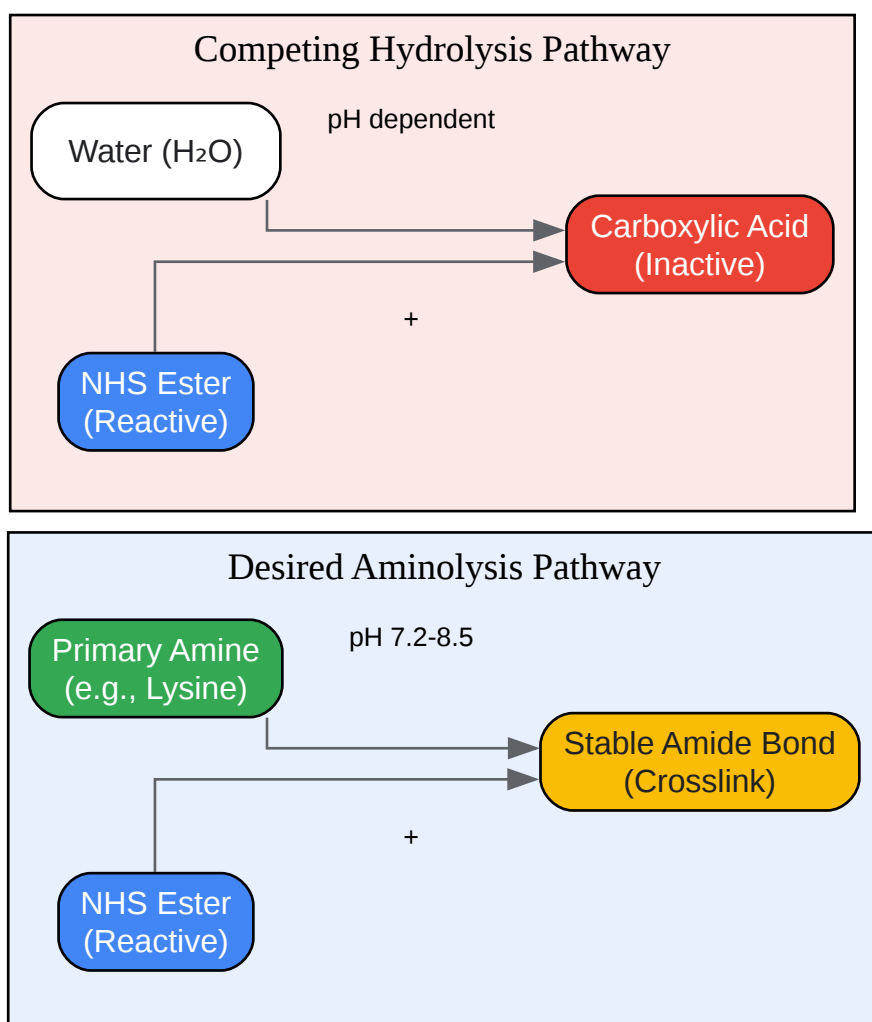 Competing Hydrolysis Pathway
pH dependent
Water (H₂O)
Carboxylic Acid
(Inactive)
+
NHS Ester
(Reactive)
Desired Aminolysis Pathway
pH 7.2-8.5
Primary Amine
(e.g., Lysine)
Stable Amide Bond
(Crosslink)
+
NHS Ester
(Reactive)